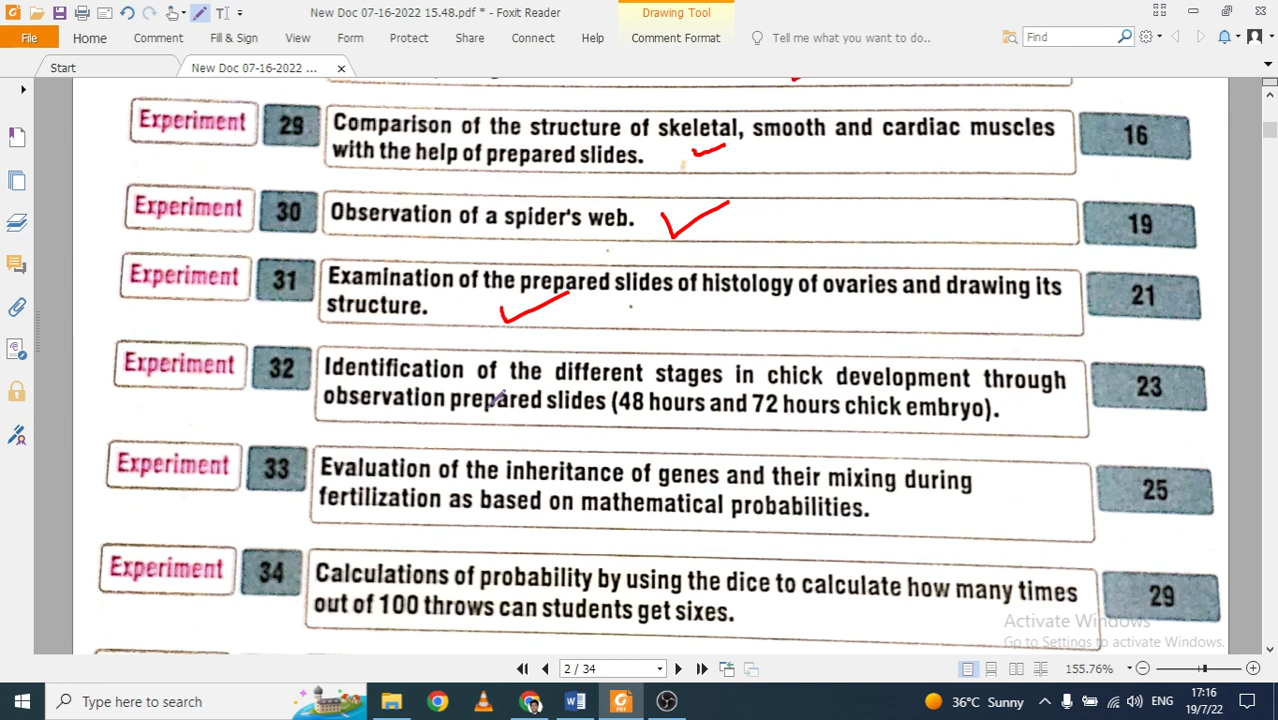 New Doc 07-16-2022 15.48.pdf * - Foxit Reader
Drawing Tool
File Home Comment Fill & Sign View Form Protect Share Connect Help Comment Format Tell me what you want to do.. Find
Start New Doc 07-16-2022 ...
Experiment 29 Comparison of the structure of skeletal, smooth and cardiac muscles 16
with the help of prepared slides.
Experiment 30 Observation of a spider's web. 19
Experiment 31 Examination of the prepared slides of histology of ovaries and drawing its 21
structure.
Experiment 32 Identification of the different stages in chick development through 23
observation prepared slides (48 hours and 72 hours chick embryo).
Experiment 33 Evaluation of the inheritance of genes and their mixing during 25
fertilization as based on mathematical probabilities.
Experiment 34 Calculations of probability by using the dice to calculate how many times 29
out of 100 throws can students get sixes.
Activate Windows
Go to Settings to activate Windows.
2 / 34 155.76%
Type here to search 36°C Sunny ENG 17:16
19/7/22